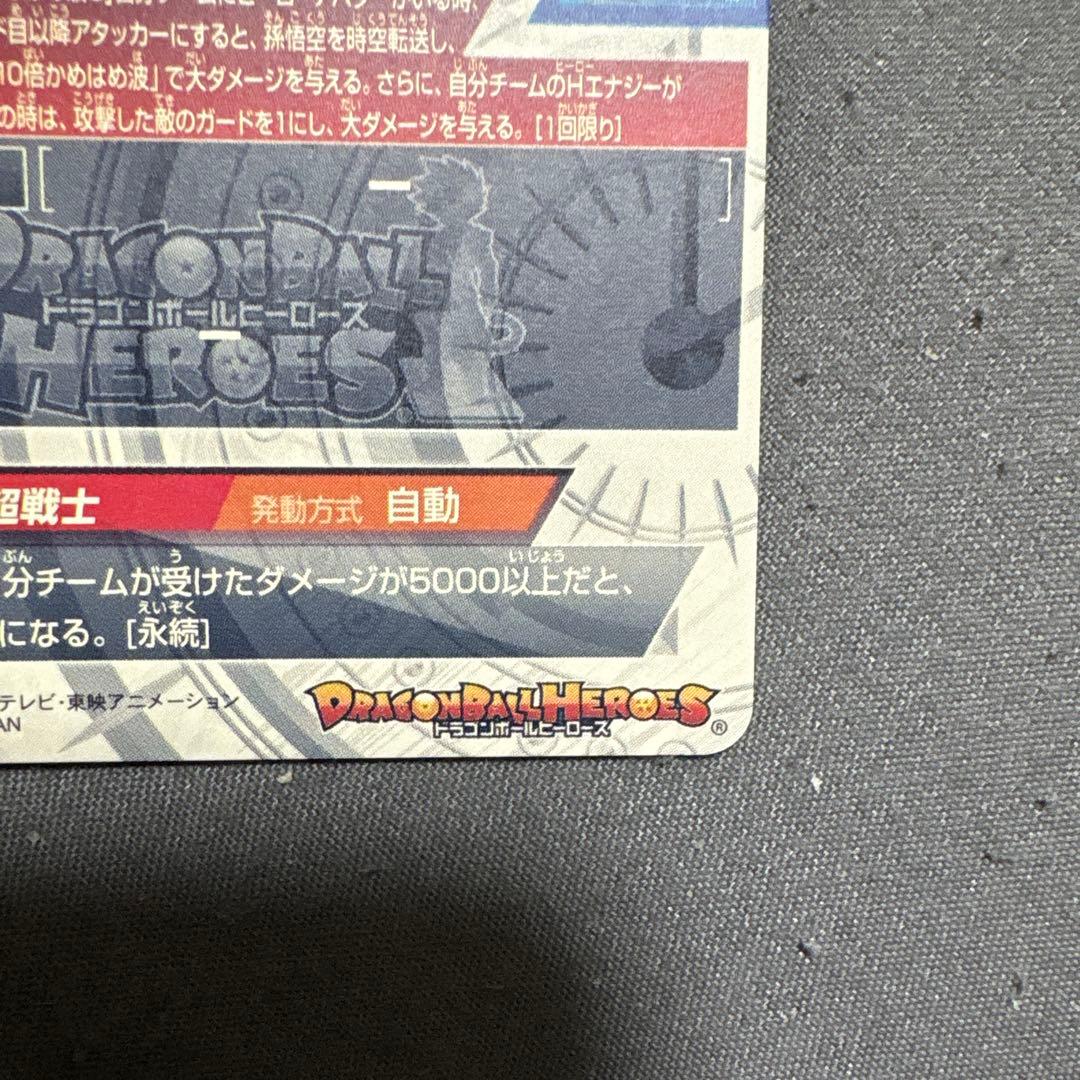 目以降アタッカーにすると、孫悟空を時空転送し、
10倍かめはめ波」で大ダメージを与える。さらに、自分チームのHエナジーが
の時は、攻撃した敵のガードを1にし、大ダメージを与える。[1回限り]
DRAGONBALL
ドラゴンボールヒーローズ
HEROES
超戦士 発動方式 自動
分チームが受けたダメージが5000以上だと、
になる。[永続]
テレビ・東映アニメーション
AN
DRAGONBALL HEROES
ドラゴンボールヒーローズ
®